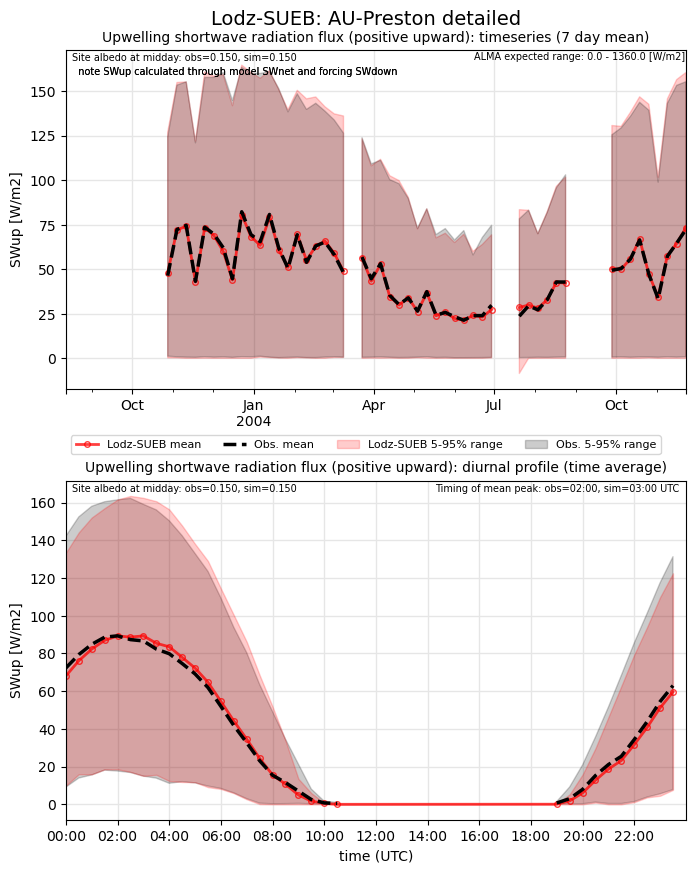 Lodz-SUEB: AU-Preston detailed
Upwelling shortwave radiation flux (positive upward): timeseries (7 day mean)
Site albedo at midday: obs=0.150, sim=0.150
ALMA expected range: 0.0 - 1360.0 [W/m2]
note SWup calculated through model SWnet and forcing SWdown
150
125
100
75
50
25
0
SWup [W/m2]
Oct
Jan
2004
Apr
Jul
Oct
Lodz-SUEB mean
Obs. mean
Lodz-SUEB 5-95% range
Obs. 5-95% range
Upwelling shortwave radiation flux (positive upward): diurnal profile (time average)
Site albedo at midday: obs=0.150, sim=0.150
Timing of mean peak: obs=02:00, sim=03:00 UTC
160
140
120
100
80
60
40
20
0
SWup [W/m2]
00:00 02:00 04:00 06:00 08:00 10:00 12:00 14:00 16:00 18:00 20:00 22:00
time (UTC)